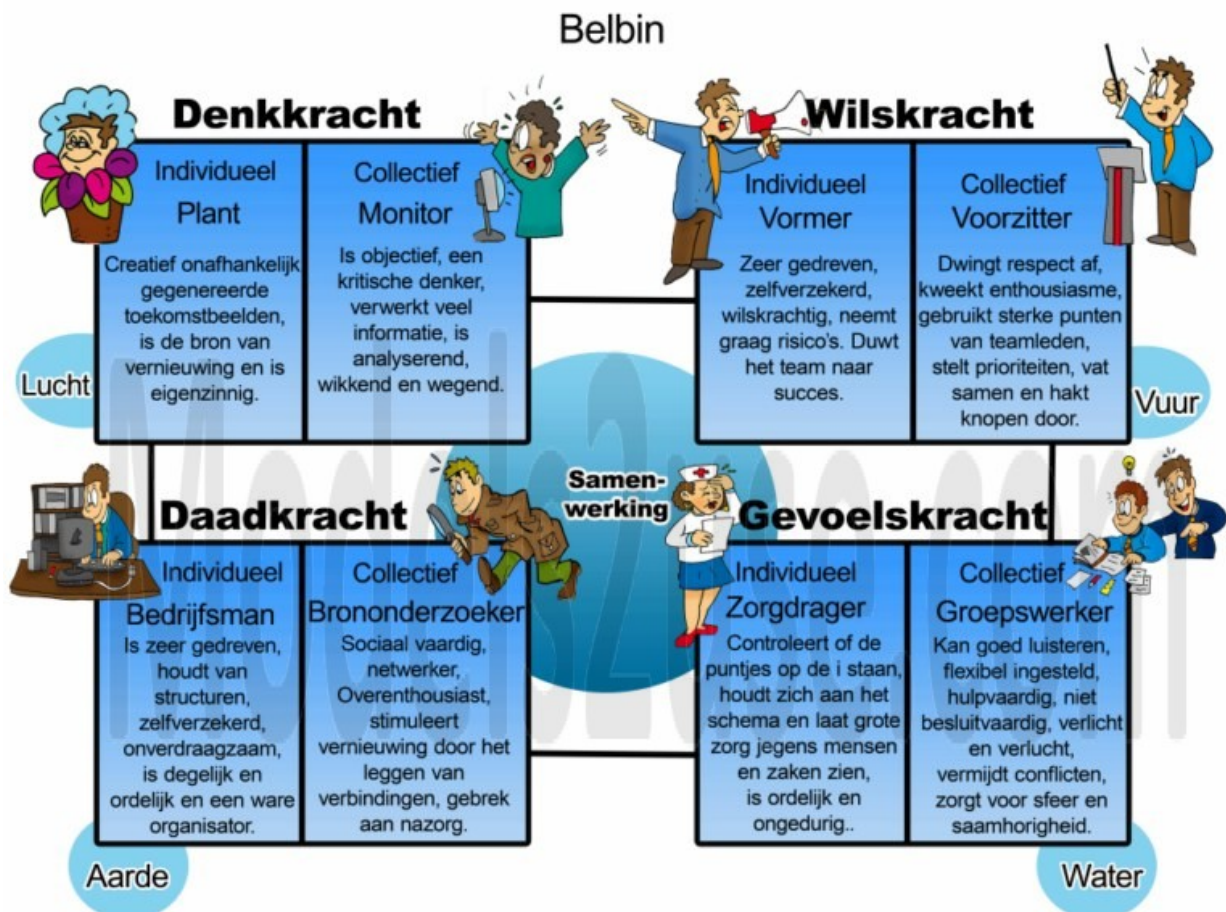 Belbin
Denkkracht
Individueel
Plant
Creatief onafhankelijk
gegenereerde
toekomstbeelden,
is de bron van
vernieuwing en is
eigenzinnig.
Collectief
Monitor
Is objectief, een
kritische denker,
verwerkt veel
informatie, is
analyserend,
wikkend en wegend.
Lucht
Wilskracht
Individueel
Vormer
Zeer gedreven,
zelfverzekerd,
wilskrachtig, neemt
graag risico's. Duwt
het team naar
succes.
Collectief
Voorzitter
Dwingt respect af,
kweekt enthousiasme,
gebruikt sterke punten
van teamleden,
stelt prioriteiten, vat
samen en hakt
knopen door.
Vuur
Samen-
werking
Daadkracht
Individueel
Bedrijfsman
Is zeer gedreven,
houdt van
structuren,
zelfverzekerd,
onverdraagzaam,
is degelijk en
ordelijk en een ware
organisator.
Collectief
Brononderzoeker
Sociaal vaardig,
netwerker,
Overenthousiast,
stimuleert
vernieuwing door het
leggen van
verbindingen, gebrek
aan nazorg.
Aarde
Gevoelskracht
Individueel
Zorgdrager
Controleert of de
puntjes op de i staan,
houdt zich aan het
schema en laat grote
zorg jegens mensen
en zaken zien,
is ordelijk en
ongedurig..
Collectief
Groepswerker
Kan goed luisteren,
flexibel ingesteld,
hulpvaardig, niet
besluitvaardig, verlicht
en verlucht,
vermijdt conflicten,
zorgt voor sfeer en
saamhorigheid.
Water
Models2use.com